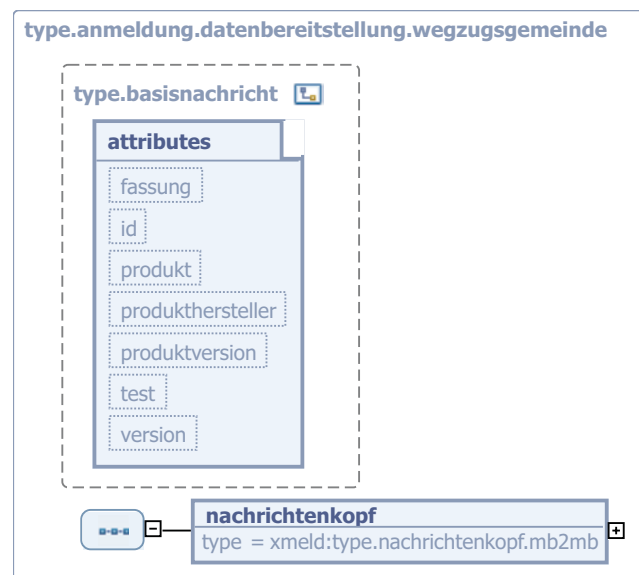 type.anmeldung.datenbereitstellung.wegzugsgemeinde
type.basisnachricht
attributes
fassung
id
produkt
produkthersteller
produktversion
test
version
nachrichtenkopf
type = xmeld:type.nachrichtenkopf.mb2mb